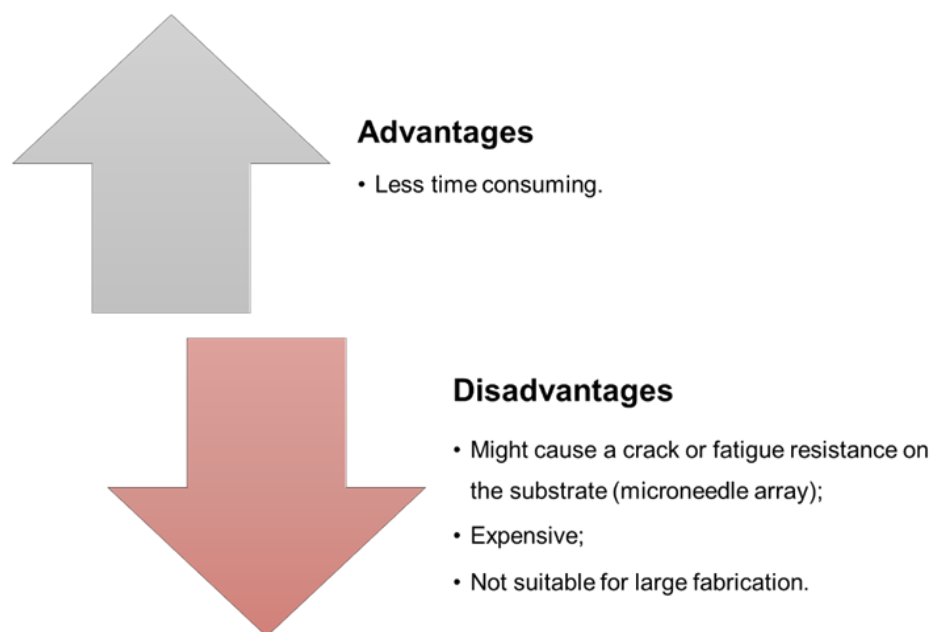 Advantages
• Less time consuming.
Disadvantages
• Might cause a crack or fatigue resistance on
the substrate (microneedle array);
• Expensive;
• Not suitable for large fabrication.